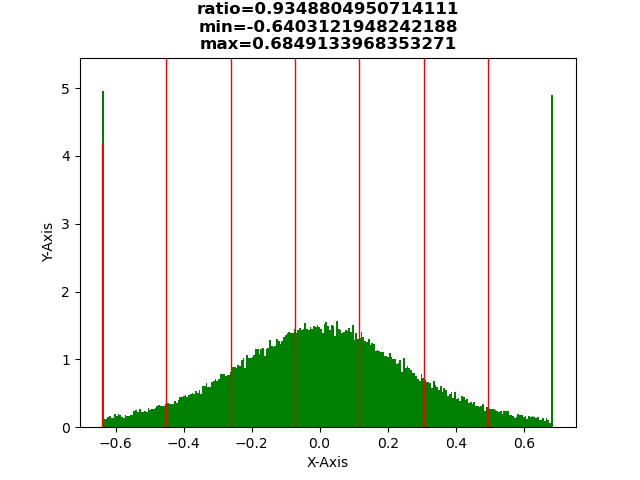 ratio=0.9348804950714111
min=-0.6403121948242188
max=0.6849133968353271
5
4
3
2
1
0
Y-Axis
−0.6 −0.4 −0.2 0.0 0.2 0.4 0.6
X-Axis